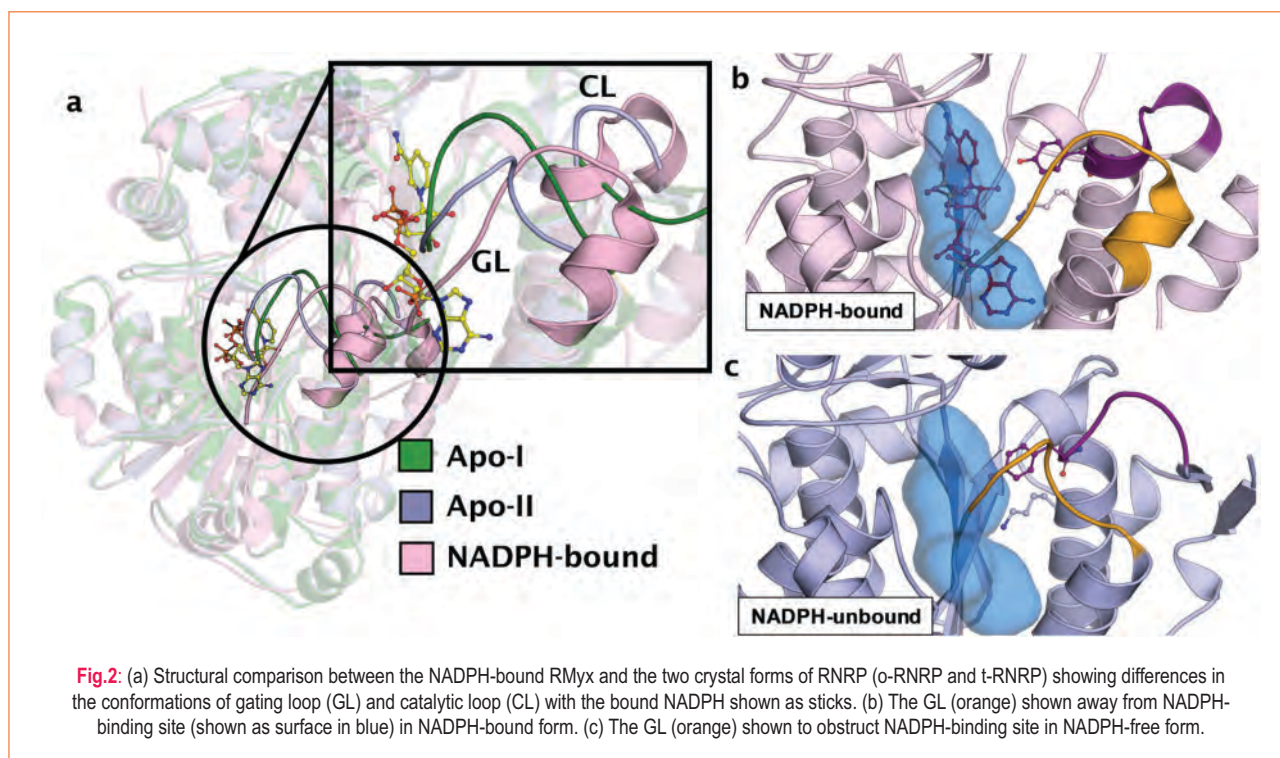 a
CL
GL
Apo-I
Apo-II
NADPH-bound
b
NADPH-bound
c
NADPH-unbound
Fig.2: (a) Structural comparison between the NADPH-bound RMyx and the two crystal forms of RNRP (o-RNRP and t-RNRP) showing differences in
the conformations of gating loop (GL) and catalytic loop (CL) with the bound NADPH shown as sticks. (b) The GL (orange) shown away from NADPH-
binding site (shown as surface in blue) in NADPH-bound form. (c) The GL (orange) shown to obstruct NADPH-binding site in NADPH-free form.